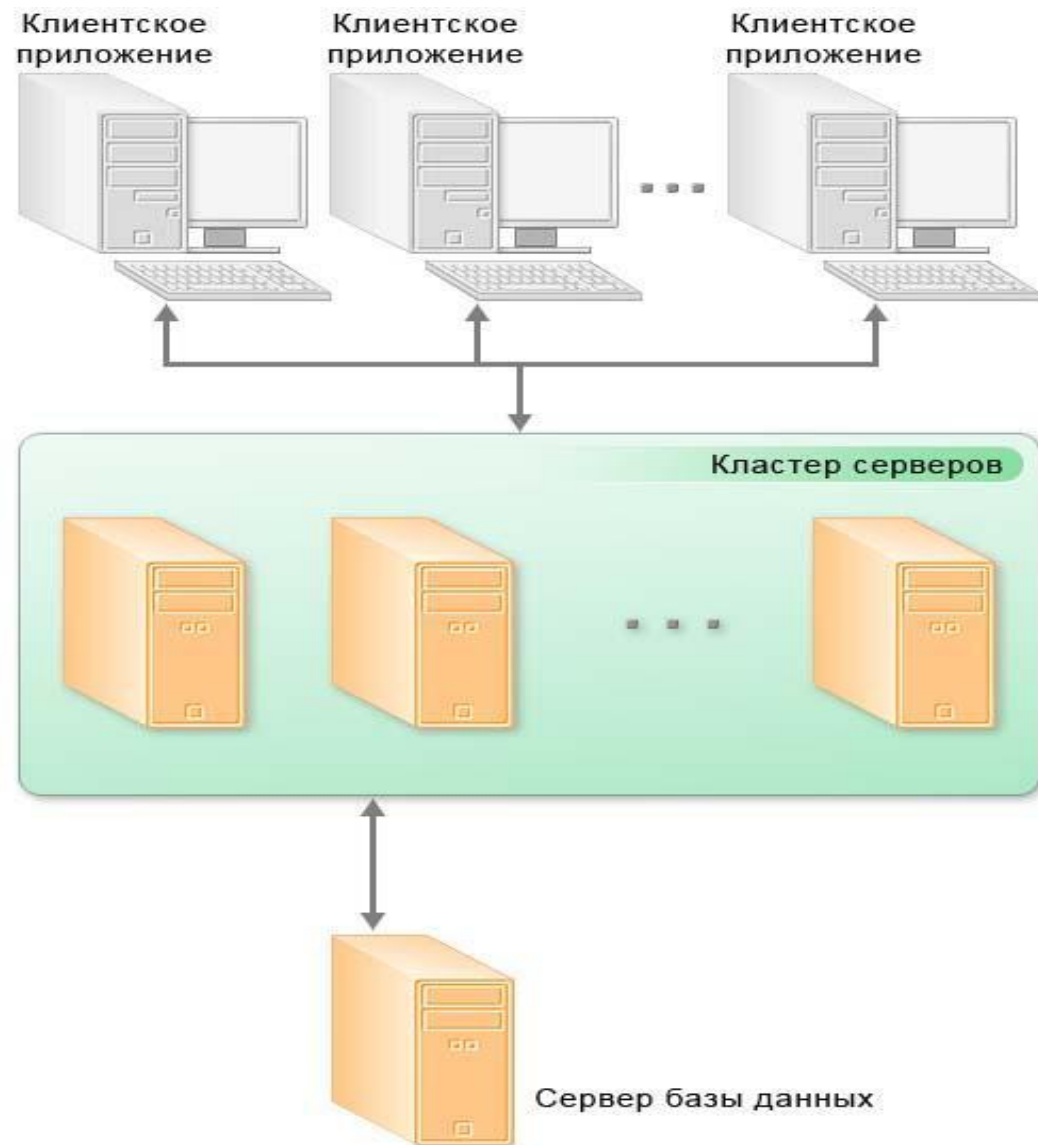 Клиентское
приложение
Клиентское
приложение
Клиентское
приложение
Кластер серверов
Сервер базы данных